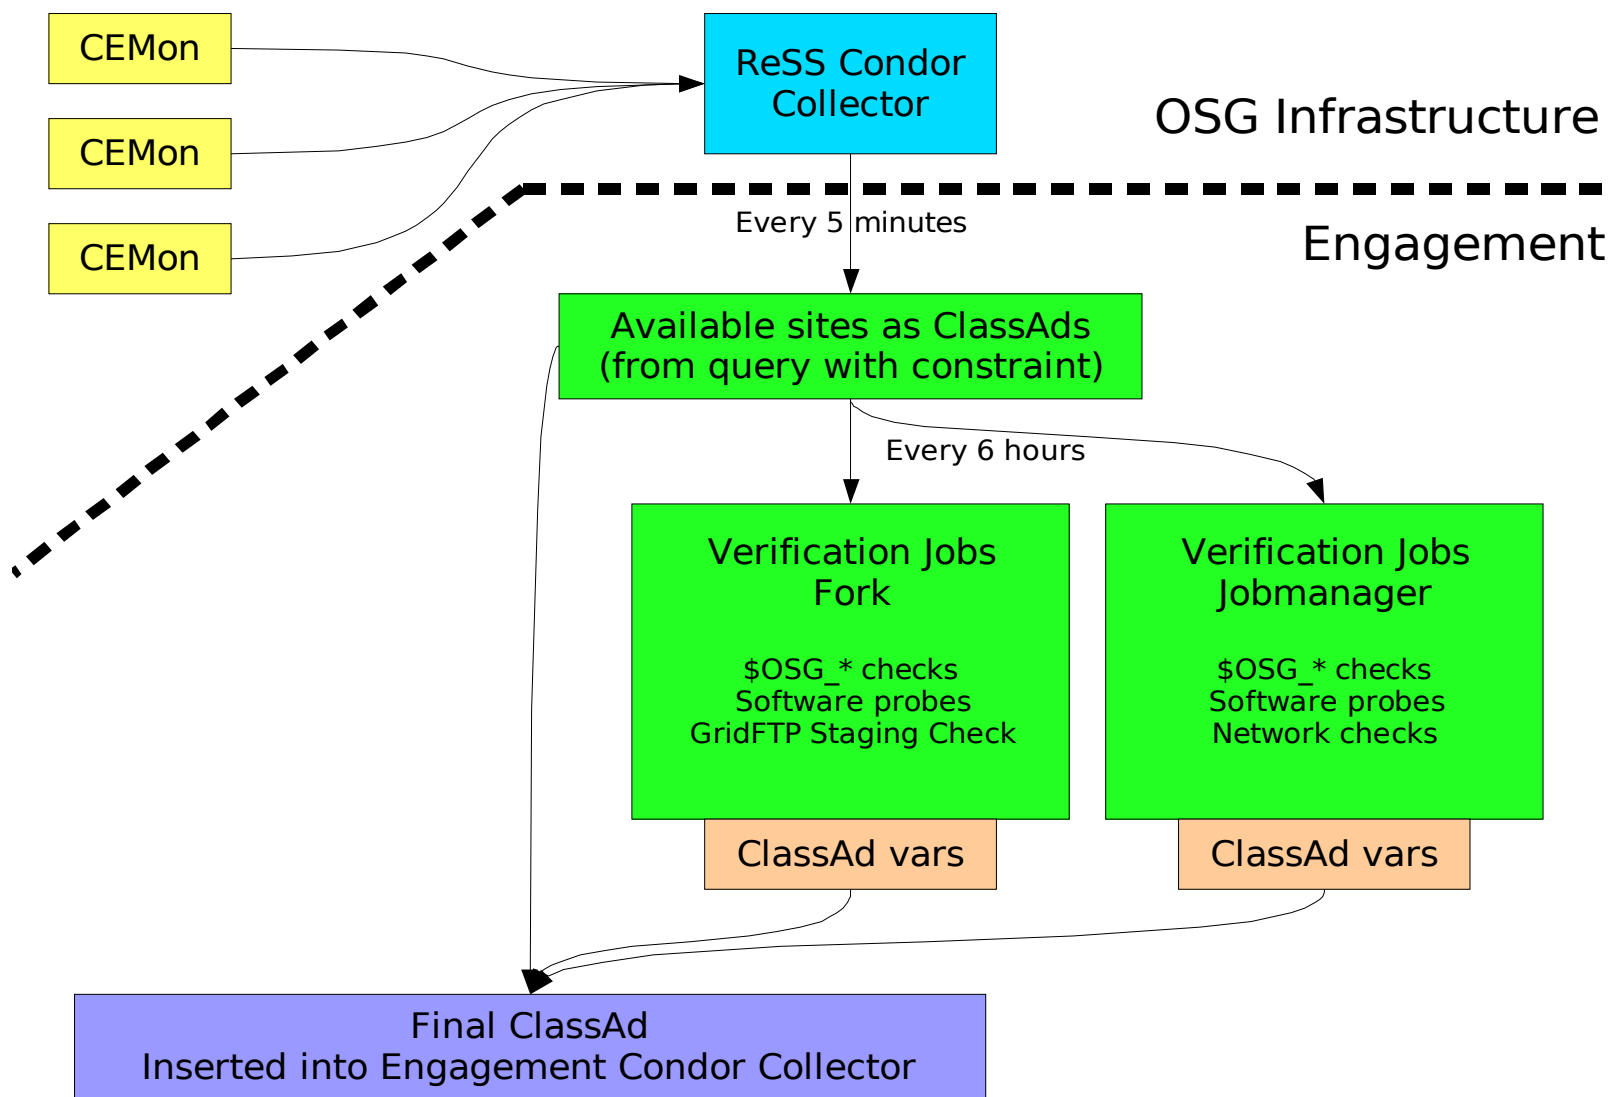 CEMon
CEMon
CEMon
ReSS Condor
Collector
OSG Infrastructure
Every 5 minutes
Engagement
Available sites as ClassAds
(from query with constraint)
Every 6 hours
Verification Jobs
Fork
$OSG_* checks
Software probes
GridFTP Staging Check
ClassAd vars
Verification Jobs
Jobmanager
$OSG_* checks
Software probes
Network checks
ClassAd vars
Final ClassAd
Inserted into Engagement Condor Collector